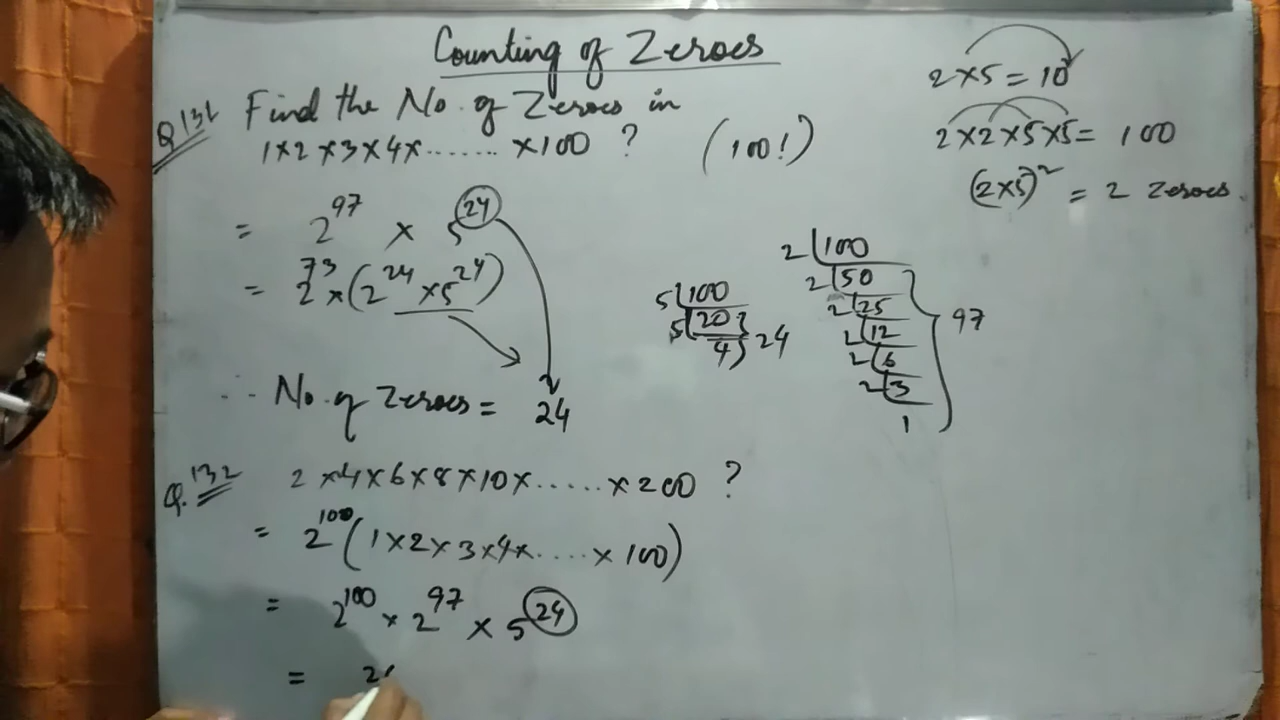 Counting of Zeroes
Q 131 Find the No. of Zeroes in
1×2×3×4×........×100 ? (100!)
= 2^97 × 5^24
= 2^73 × (2^24 × 5^24)
∴ No. of Zeroes = 24
2×5=10
2×2×5×5= 100
(2×5)^2 = 2 Zeroes.
5 100
5 20
4
24
2 100
2 50
2 25
2 12
2 6
2 3
1
97
Q. 132 2×4×6×8×10×.....×200 ?
= 2^100 (1×2×3×4×.....×100)
= 2^100 × 2^97 × 5^24
=